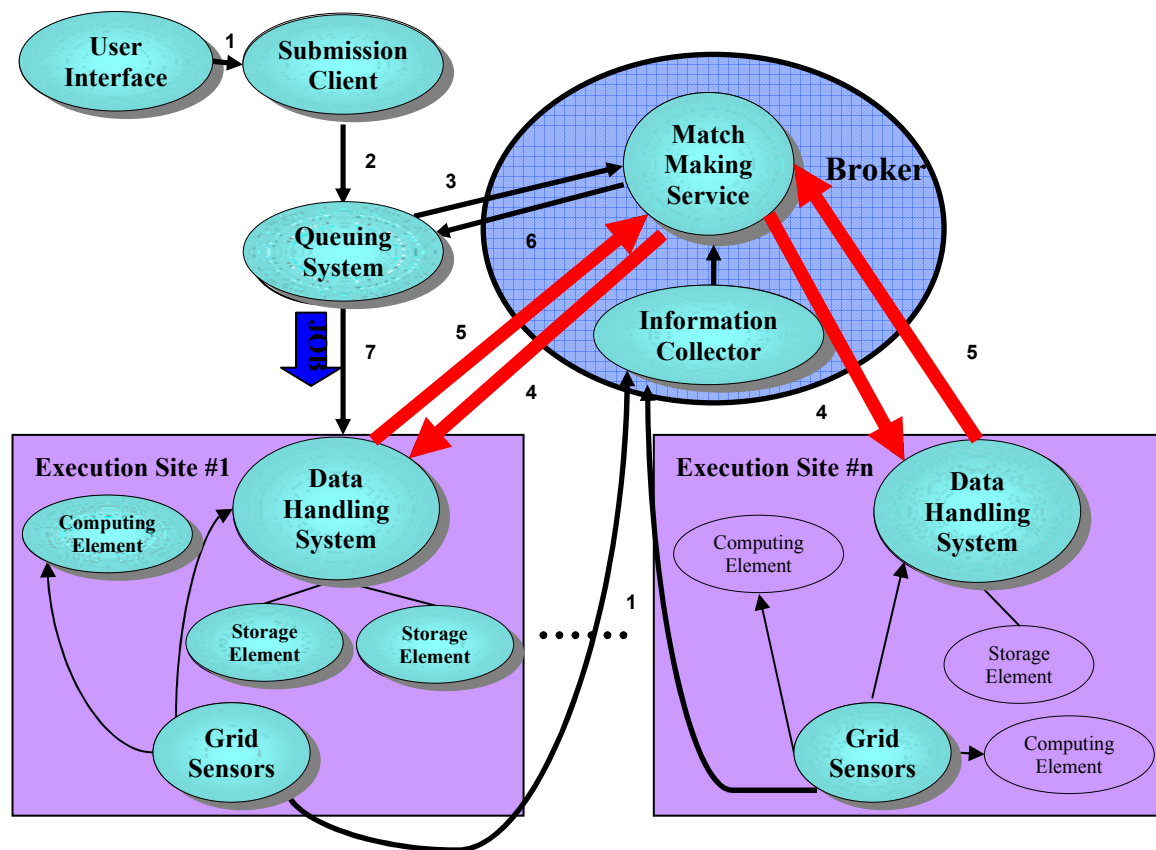 1
User
Interface
Submission
Client
2
3
Match
Making
Service
Broker
Queuing
System
6
Information
Collector
JOB
7
5
4
5
4
Execution Site #1
Data
Handling
System
Computing
Element
Storage
Element
Storage
Element
Grid
Sensors
1
......
Execution Site #n
Data
Handling
System
Computing
Element
Storage
Element
Grid
Sensors
Computing
Element